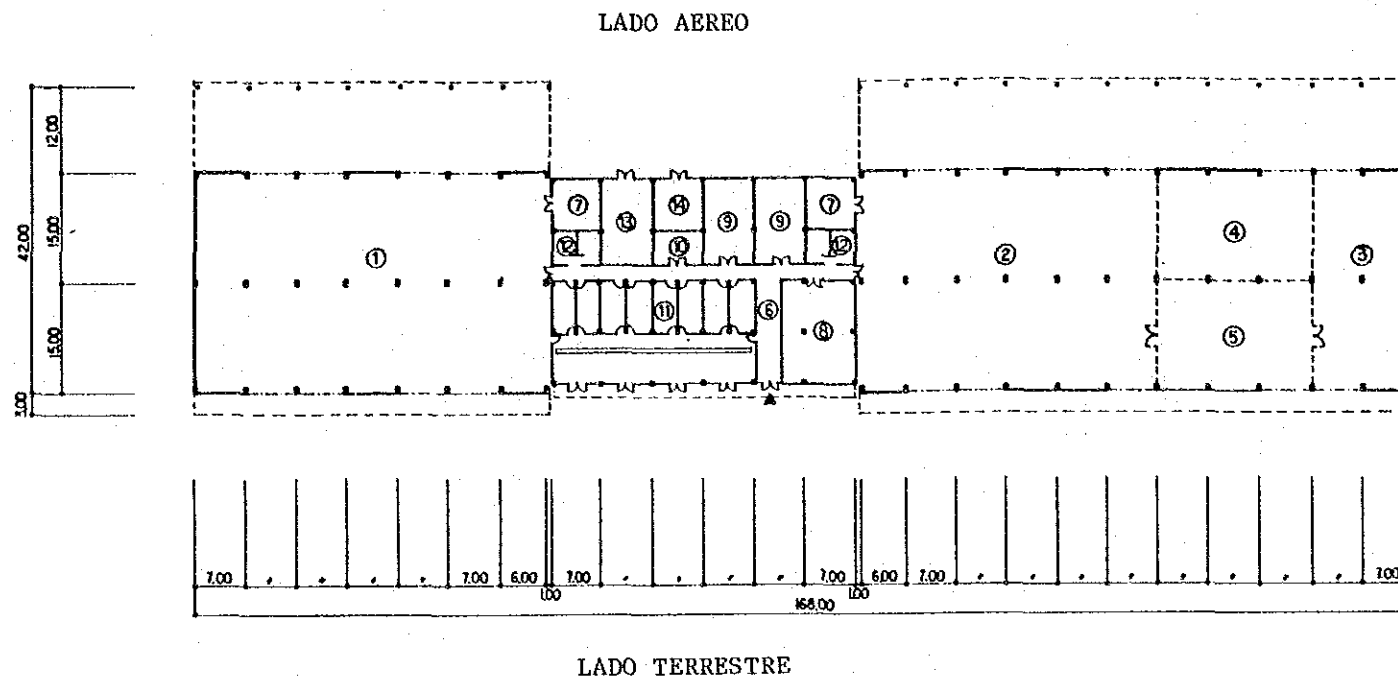 LADO AEREO
12.00
42.00
15.00
15.00
3.00
⑦ ⑬ ⑭ ⑨ ⑨ ⑦
⑫ ⑩ ⑫
① ② ④ ③
⑪ ⑥ ⑧ ⑤
7.00 〃 〃 〃 〃 7.00 6.00 7.00 〃 〃 〃 〃 7.00 6.00 7.00 〃 〃 〃 〃 〃 〃 〃 〃 7.00
1.00 1.00
168.00
LADO TERRESTRE